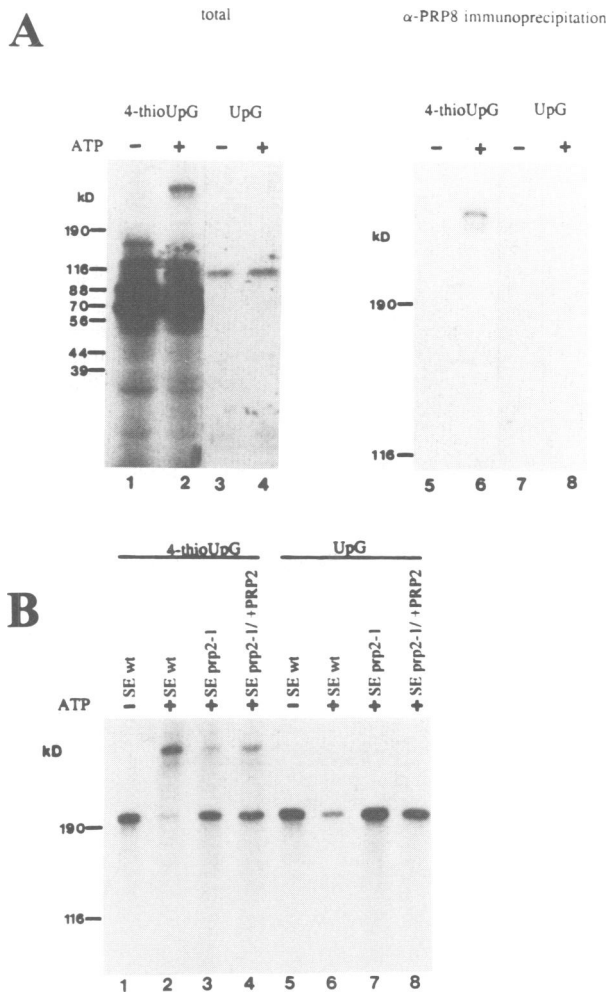 A
total
α-PRP8 immunoprecipitation
4-thioUpG UpG
4-thioUpG UpG
ATP - + - +
- + - +
kD
190
116
88
70
56
44
39
kD
190
116
1 2 3 4
5 6 7 8
B
4-thioUpG UpG
SE wt
SE wt
SE prp2-1
SE prp2-1/ +PRP2
SE wt
SE wt
SE prp2-1
SE prp2-1/ +PRP2
ATP - + + + - + + +
kD
190
116
1 2 3 4 5 6 7 8